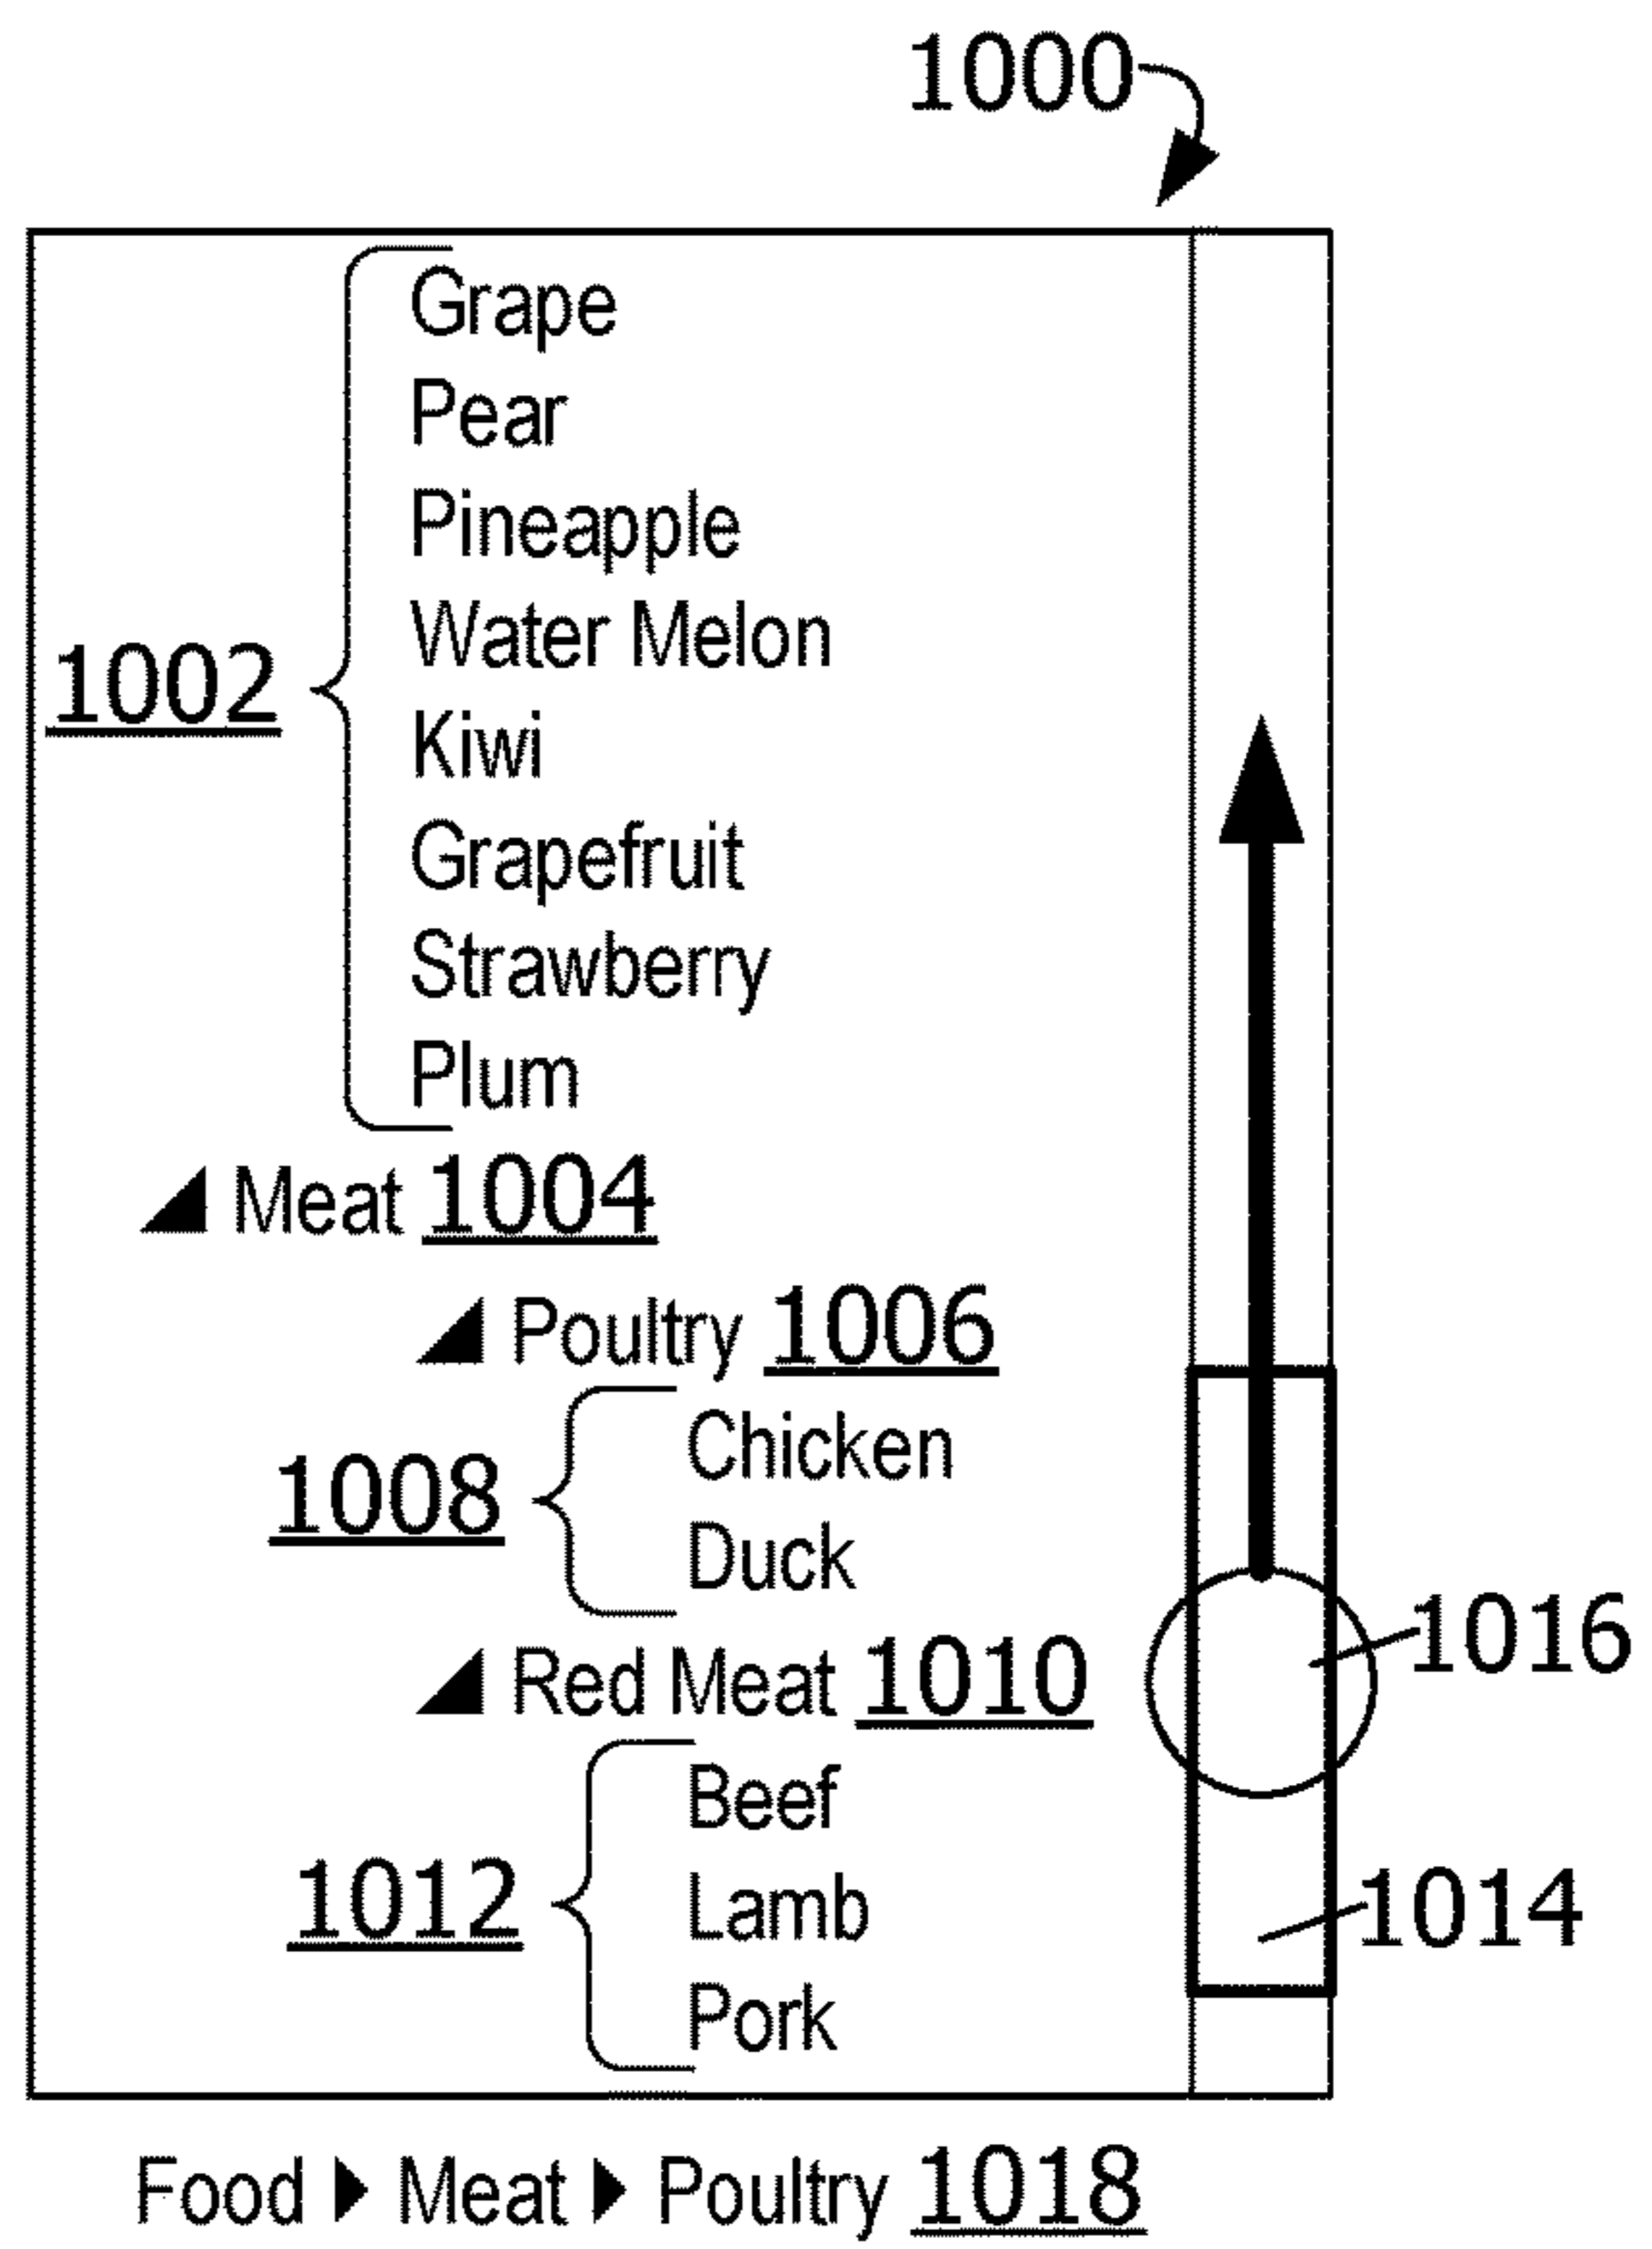 1000
Grape
Pear
Pineapple
Water Melon
1002
Kiwi
Grapefruit
Strawberry
Plum
Meat 1004
Poultry 1006
Chicken
1008
Duck
1016
Red Meat 1010
Beef
1012
Lamb
1014
Pork
Food Meat Poultry 1018